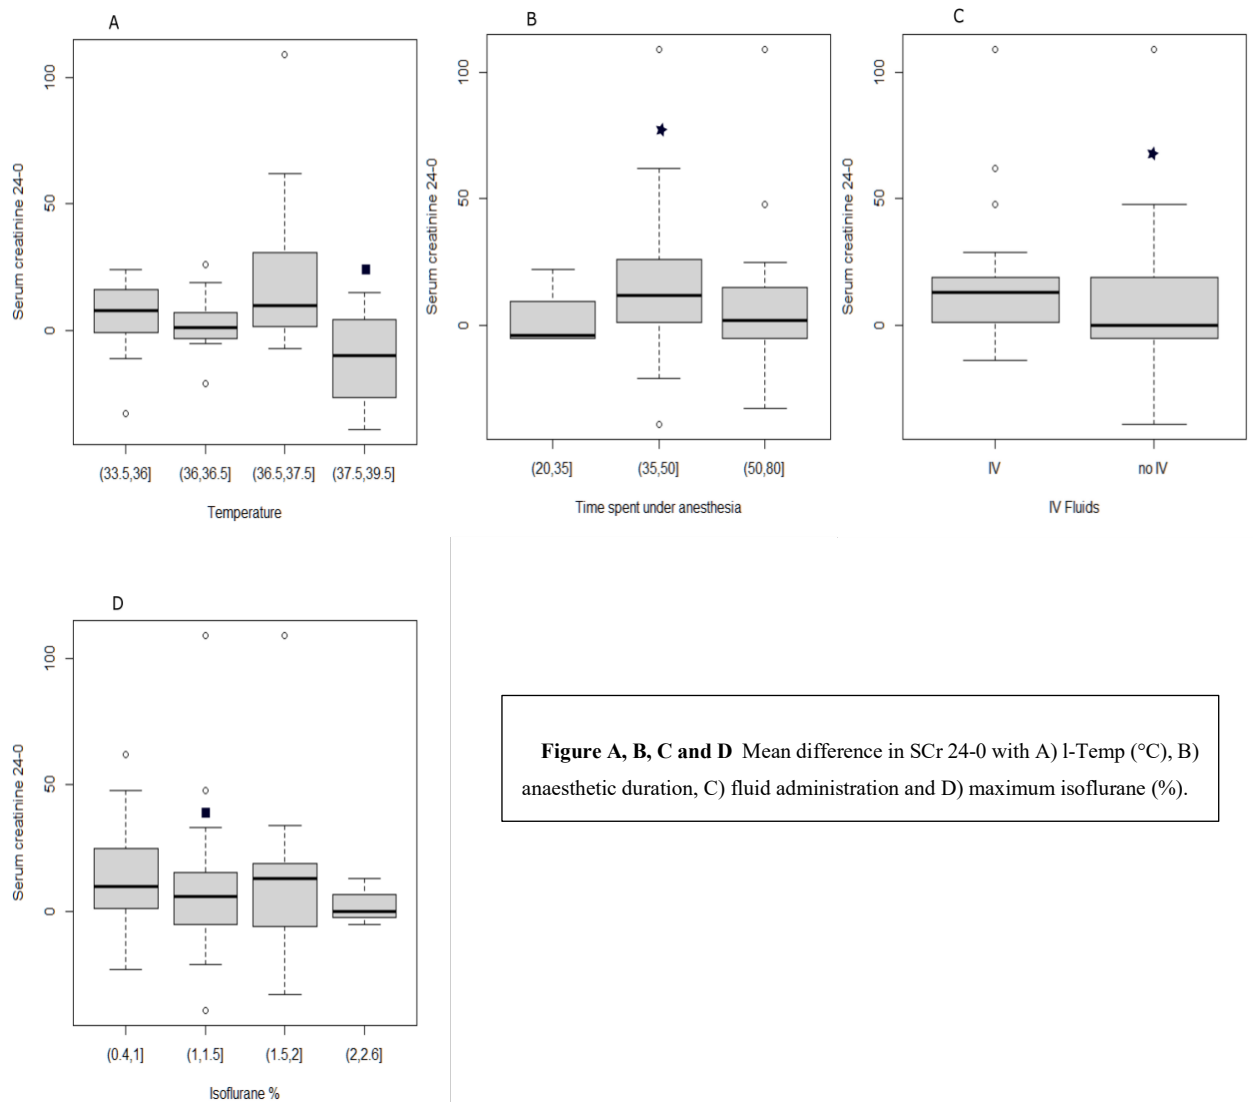 A
100
50
0
Serum creatinine 24-0
(33.5,36] (36,36.5] (36.5,37.5] (37.5,39.5]
Temperature
B
100
50
0
Serum creatinine 24-0
(20,35] (35,50] (50,80]
Time spent under anesthesia
C
100
50
0
Serum creatinine 24-0
IV no IV
IV Fluids
D
100
50
0
Serum creatinine 24-0
(0.4,1] (1,1.5] (1.5,2] (2,2.6]
Isoflurane %
Figure A, B, C and D Mean difference in SCr 24-0 with A) l-Temp (°C), B)
anaesthetic duration, C) fluid administration and D) maximum isoflurane (%).